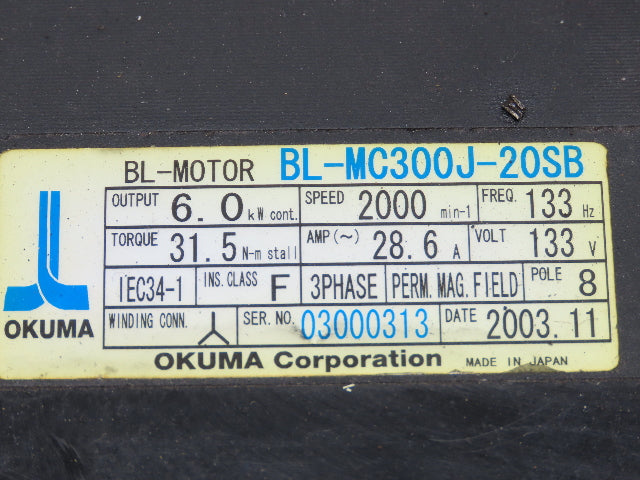 BL-MOTOR BL-MC300J-20SB
OUTPUT 6.0 kW cont. SPEED 2000 min-1 FREQ. 133 Hz
TORQUE 31.5 N-m stall AMP(~) 28.6 A VOLT 133 V
IEC34-1 INS.CLASS F 3PHASE PERM.MAG.FIELD POLE 8
OKUMA WINDING CONN. SER.NO. 03000313 DATE 2003.11
OKUMA Corporation MADE IN JAPAN